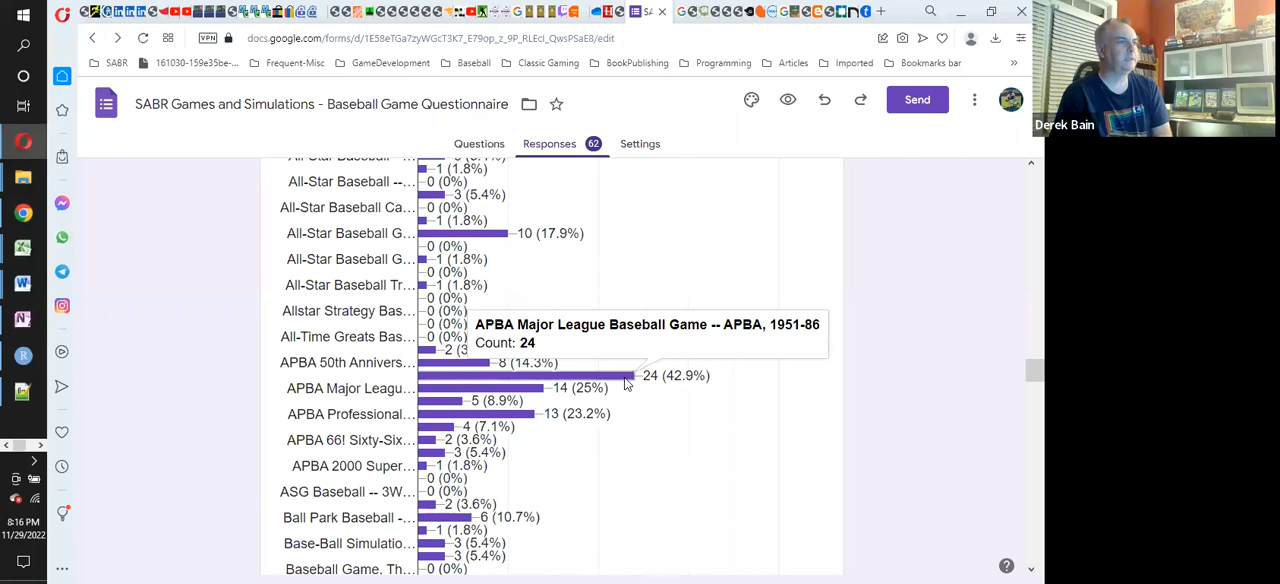 VPN
docs.google.com/forms/d/1E58eTGa7zyWGcT3K7_E79op_z_9P_RLEcI_QwsPSaE8/edit
SABR
161030-159e35be-...
Frequent-Misc
GameDevelopment
Baseball
Classic Gaming
BookPublishing
Programming
Articles
Imported
Bookmarks bar
»
SABR Games and Simulations - Baseball Game Questionnaire
Send
Derek Bain
Questions
Responses 62
Settings
1 (1.8%)
All-Star Baseball --...
0 (0%)
3 (5.4%)
All-Star Baseball Ca...
0 (0%)
1 (1.8%)
All-Star Baseball G...
10 (17.9%)
0 (0%)
All-Star Baseball G...
1 (1.8%)
0 (0%)
All-Star Baseball Tr...
1 (1.8%)
0 (0%)
Allstar Strategy Bas...
0 (0%)
0 (0%)
All-Time Greats Bas...
0 (0%)
2 (3
APBA Major League Baseball Game -- APBA, 1951-86
Count: 24
APBA 50th Annivers...
8 (14.3%)
24 (42.9%)
APBA Major Leagu...
14 (25%)
5 (8.9%)
APBA Professional...
13 (23.2%)
4 (7.1%)
APBA 66! Sixty-Six...
2 (3.6%)
3 (5.4%)
APBA 2000 Super...
1 (1.8%)
0 (0%)
ASG Baseball -- 3W...
0 (0%)
2 (3.6%)
Ball Park Baseball -...
6 (10.7%)
1 (1.8%)
Base-Ball Simulatio...
3 (5.4%)
3 (5.4%)
Baseball Game, Th...
0 (0%)
8:16 PM
11/29/2022